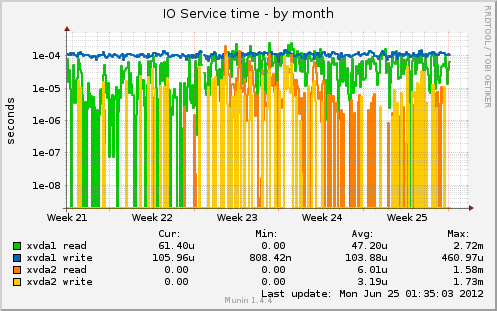 IO Service time - by month
RRDTOOL / TOBI OETIKER
seconds
1e-04
1e-05
1e-06
1e-07
1e-08
Week 21 Week 22 Week 23 Week 24 Week 25
Cur: Min: Avg: Max:
xvda1 read 61.40u 0.00 47.20u 2.72m
xvda1 write 105.96u 808.42n 103.88u 460.97u
xvda2 read 0.00 0.00 6.01u 1.58m
xvda2 write 0.00 0.00 3.19u 1.73m
Last update: Mon Jun 25 01:35:03 2012
Munin 1.4.4